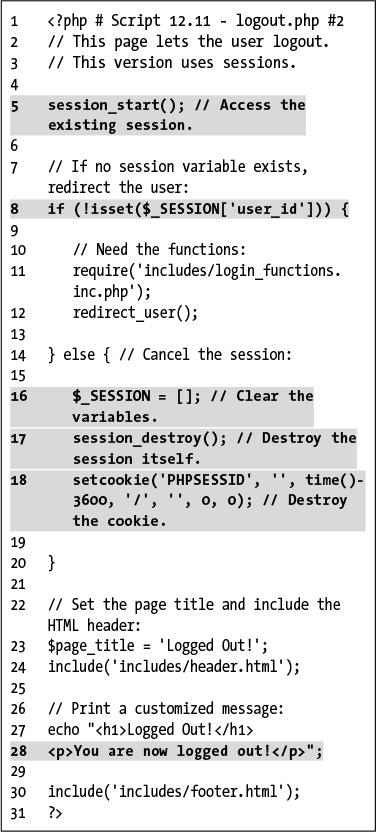 1 <?php # Script 12.11 - logout.php #2
2 // This page lets the user logout.
3 // This version uses sessions.
4
5 session_start(); // Access the
existing session.
6
7 // If no session variable exists,
redirect the user:
8 if (!isset($_SESSION['user_id'])) {
9
10 // Need the functions:
11 require('includes/login_functions.
inc.php');
12 redirect_user();
13
14 } else { // Cancel the session:
15
16 $_SESSION = []; // Clear the
variables.
17 session_destroy(); // Destroy the
session itself.
18 setcookie('PHPSESSID', '', time()-
3600, '/', '', 0, 0); // Destroy
the cookie.
19
20 }
21
22 // Set the page title and include the
HTML header:
23 $page_title = 'Logged Out!';
24 include('includes/header.html');
25
26 // Print a customized message:
27 echo "<h1>Logged Out!</h1>
28 <p>You are now logged out!</p>";
29
30 include('includes/footer.html');
31 ?>